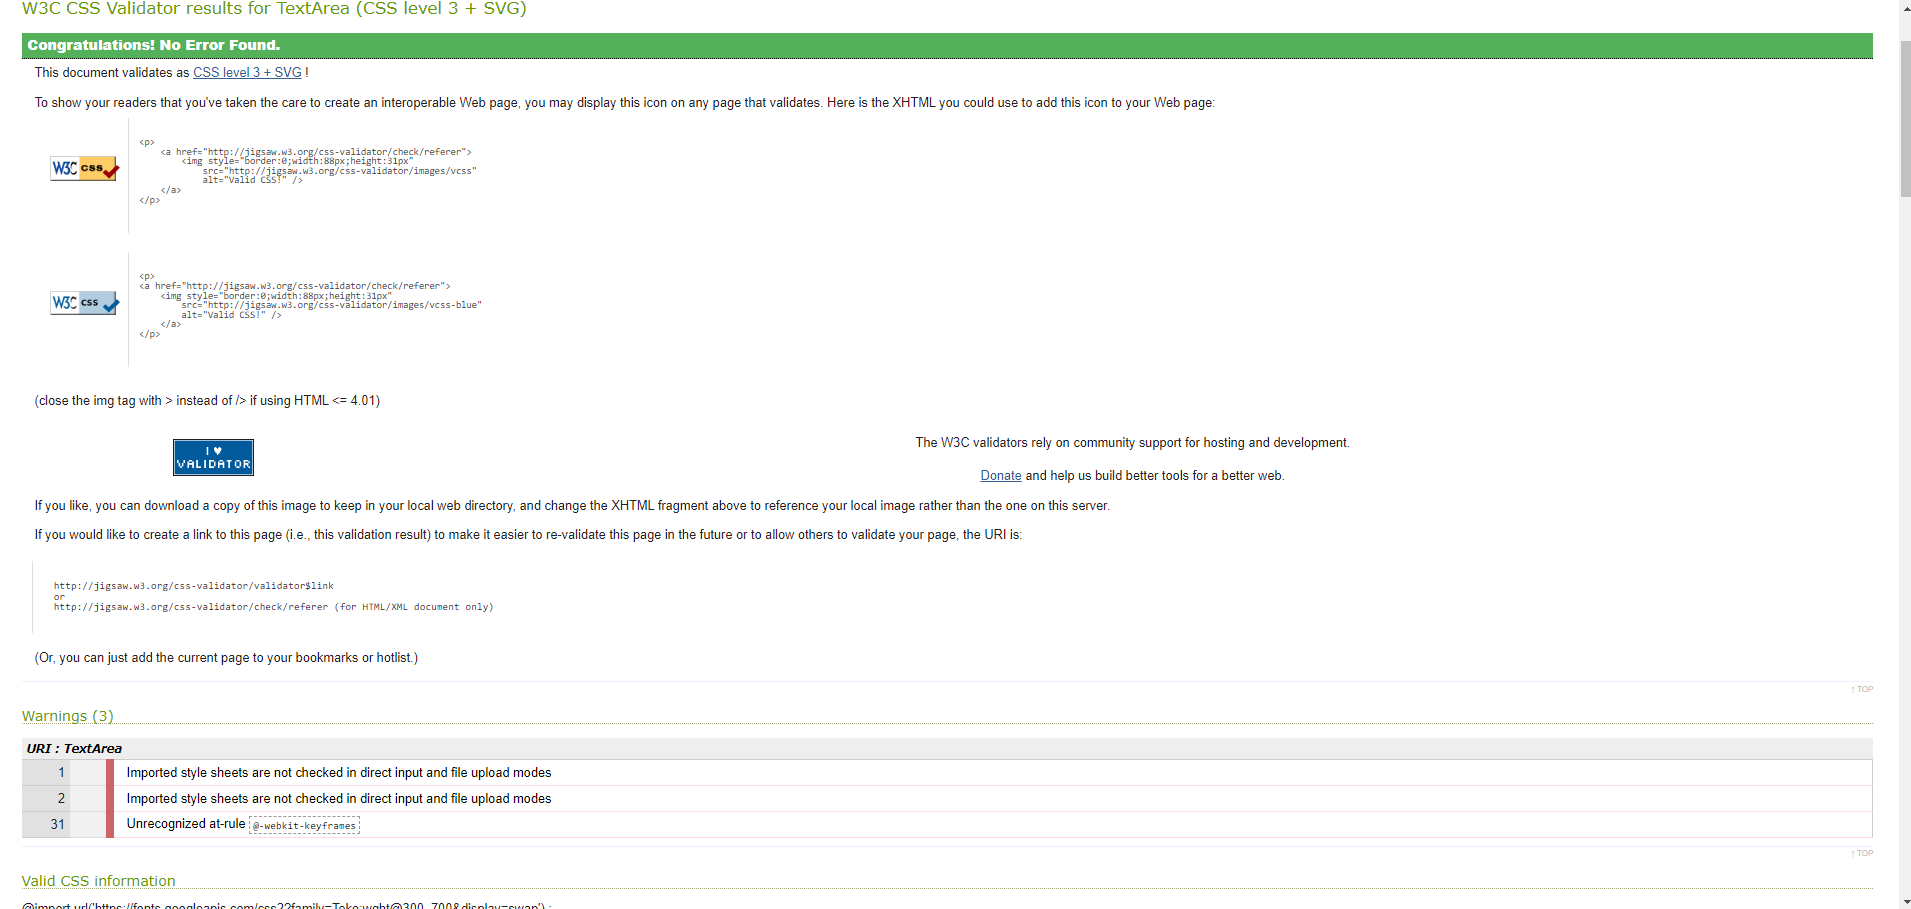 W3C CSS Validator results for TextArea (CSS level 3 + SVG)
Congratulations! No Error Found.
This document validates as CSS level 3 + SVG !
To show your readers that you've taken the care to create an interoperable Web page, you may display this icon on any page that validates. Here is the XHTML you could use to add this icon to your Web page:
W3C css
<p>
<a href="http://jigsaw.w3.org/css-validator/check/referer">
<img style="border:0;width:88px;height:31px"
src="http://jigsaw.w3.org/css-validator/images/vcss"
alt="Valid CSS!" />
</a>
</p>
W3C css
<p>
<a href="http://jigsaw.w3.org/css-validator/check/referer">
<img style="border:0;width:88px;height:31px"
src="http://jigsaw.w3.org/css-validator/images/vcss-blue"
alt="Valid CSS!" />
</a>
</p>
(close the img tag with > instead of /> if using HTML <= 4.01)
I ♥
VALIDATOR
The W3C validators rely on community support for hosting and development.
Donate and help us build better tools for a better web.
If you like, you can download a copy of this image to keep in your local web directory, and change the XHTML fragment above to reference your local image rather than the one on this server.
If you would like to create a link to this page (i.e., this validation result) to make it easier to re-validate this page in the future or to allow others to validate your page, the URI is:
http://jigsaw.w3.org/css-validator/validator$link
or
http://jigsaw.w3.org/css-validator/check/referer (for HTML/XML document only)
(Or, you can just add the current page to your bookmarks or hotlist.)
↑ TOP
Warnings (3)
URI : TextArea
1 Imported style sheets are not checked in direct input and file upload modes
2 Imported style sheets are not checked in direct input and file upload modes
31 Unrecognized at-rule @-webkit-keyframes
↑ TOP
Valid CSS information
@import url('https://fonts.googleapis.com/css2?family=Teko:wght@300..700&display=swap') ;